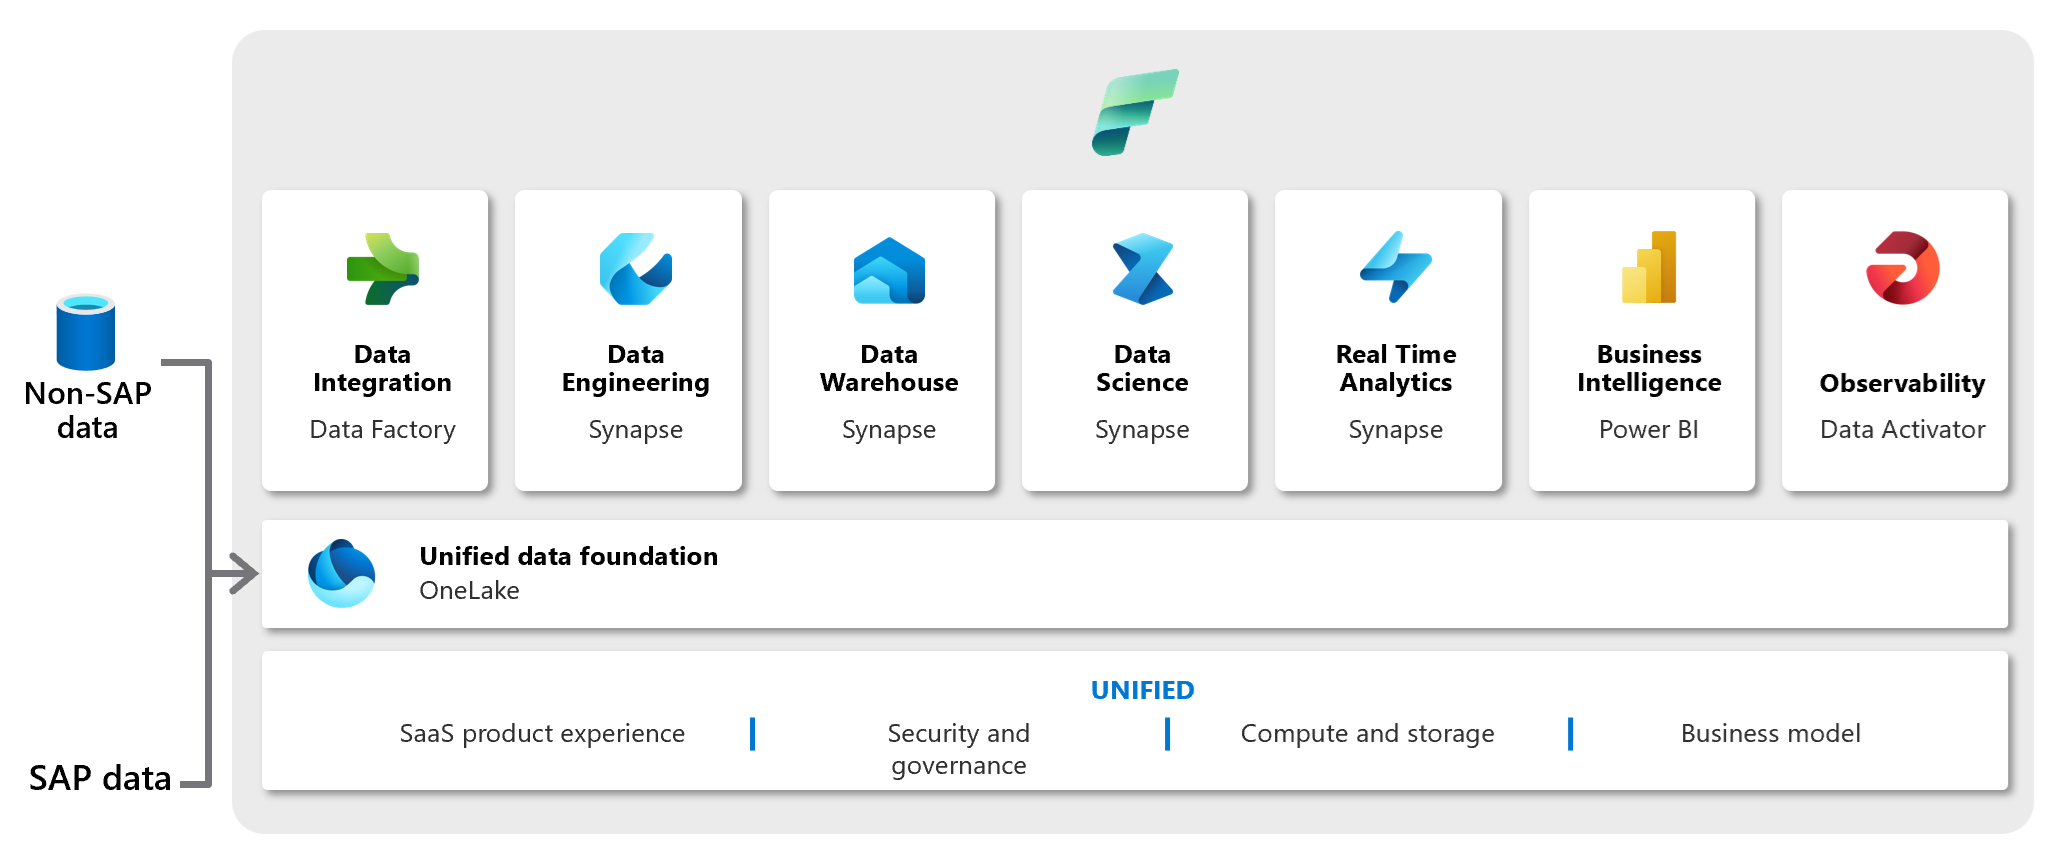 Non-SAP
data
SAP data
Data
Integration
Data Factory
Data
Engineering
Synapse
Data
Warehouse
Synapse
Data
Science
Synapse
Real Time
Analytics
Synapse
Business
Intelligence
Power BI
Observability
Data Activator
Unified data foundation
OneLake
UNIFIED
SaaS product experience
Security and
governance
Compute and storage
Business model